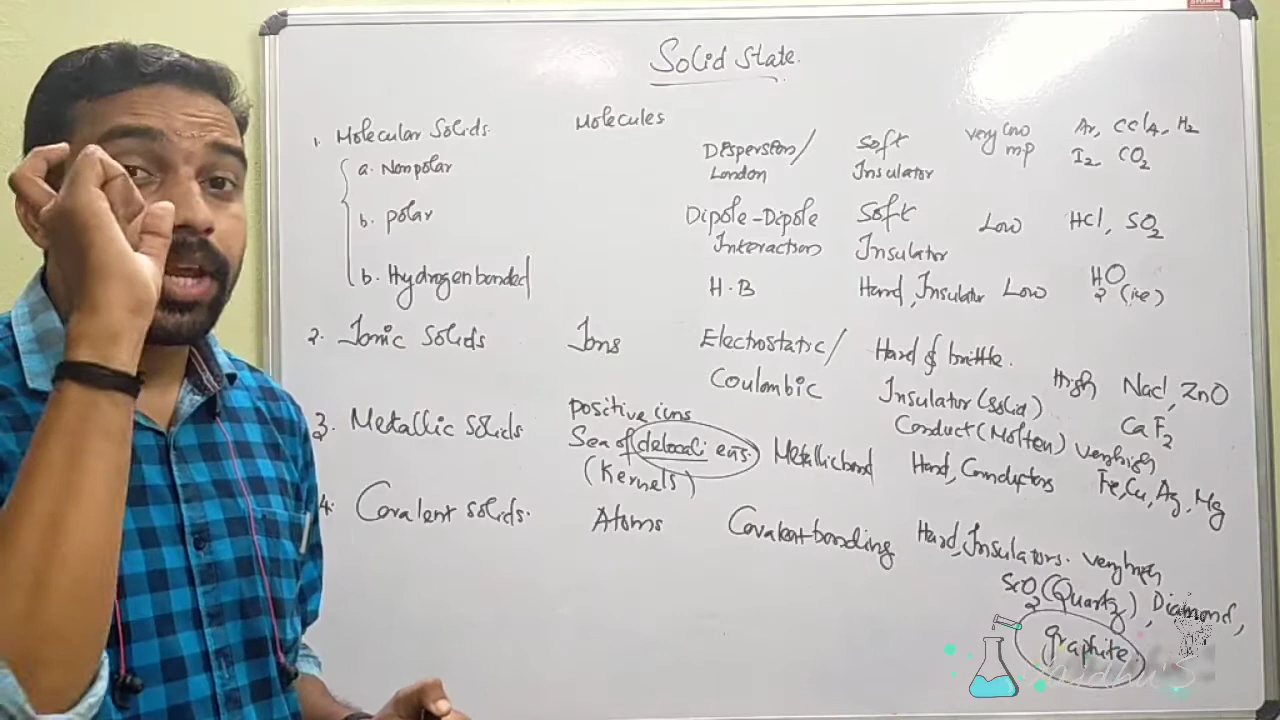 Solid State.
1. Molecular Solids. Molecules
a. Nonpolar Dispersion/ London Soft Insulator very low mp Ar, CCl4, H2 I2 CO2
b. polar Dipole-Dipole Interaction Soft Insulator Low HCl, SO2
b. Hydrogen bonded H.B Hard, Insulator Low H2O (ice)
2. Ionic Solids Ions Electrostatic/ Coulombic Hard & brittle. Insulator (solid) Conduct (Molten) High NaCl, ZnO CaF2
3. Metallic Solids positive ions Sea of delocali ens. (Kernels) Metallic bond Hard, Conductors very high Fe, Cu, Ag, Mg
4. Covalent solids. Atoms Covalent bonding Hard, Insulators. very high SiO2 (Quartz), Diamond, graphite